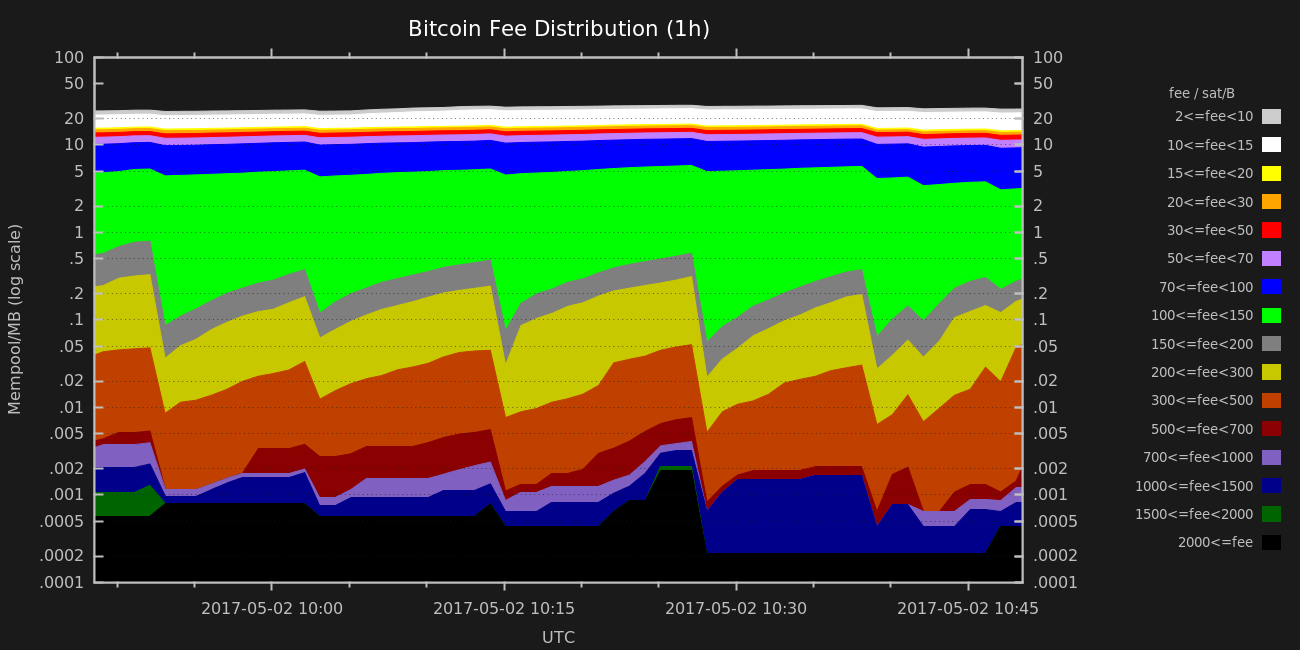 Bitcoin Fee Distribution (1h)
100
50
20
10
5
2
1
.5
.2
.1
.05
.02
.01
.005
.002
.001
.0005
.0002
.0001
Mempool/MB (log scale)
100
50
20
10
5
2
1
.5
.2
.1
.05
.02
.01
.005
.002
.001
.0005
.0002
.0001
2017-05-02 10:00
2017-05-02 10:15
2017-05-02 10:30
2017-05-02 10:45
UTC
fee / sat/B
2<=fee<10
10<=fee<15
15<=fee<20
20<=fee<30
30<=fee<50
50<=fee<70
70<=fee<100
100<=fee<150
150<=fee<200
200<=fee<300
300<=fee<500
500<=fee<700
700<=fee<1000
1000<=fee<1500
1500<=fee<2000
2000<=fee